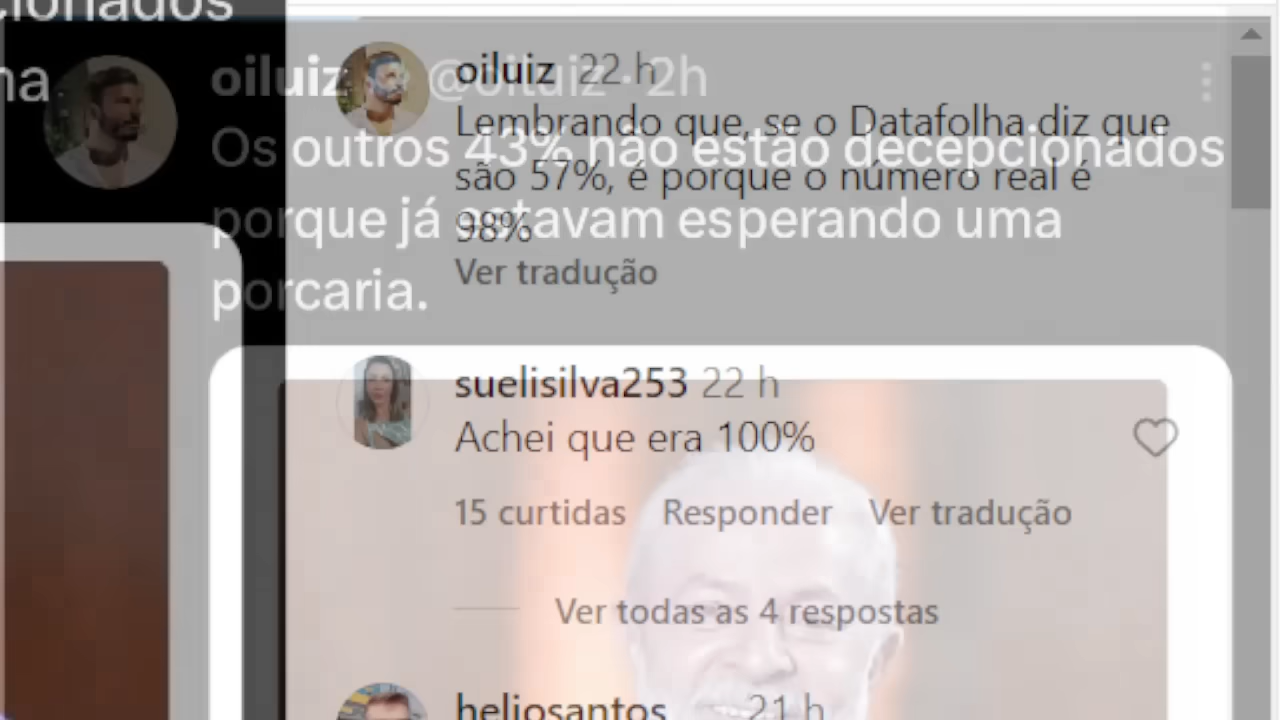 cionados
na
oiluiz @oiluiz · 2h
Os outros 43% não estão decepcionados
porque já estavam esperando uma
porcaria.
oiluiz 22 h
Lembrando que, se o Datafolha diz que
são 57%, é porque o número real é
98%
Ver tradução
suelisilva253 22 h
Achei que era 100%
15 curtidas Responder Ver tradução
Ver todas as 4 respostas
heliosantos 21 h